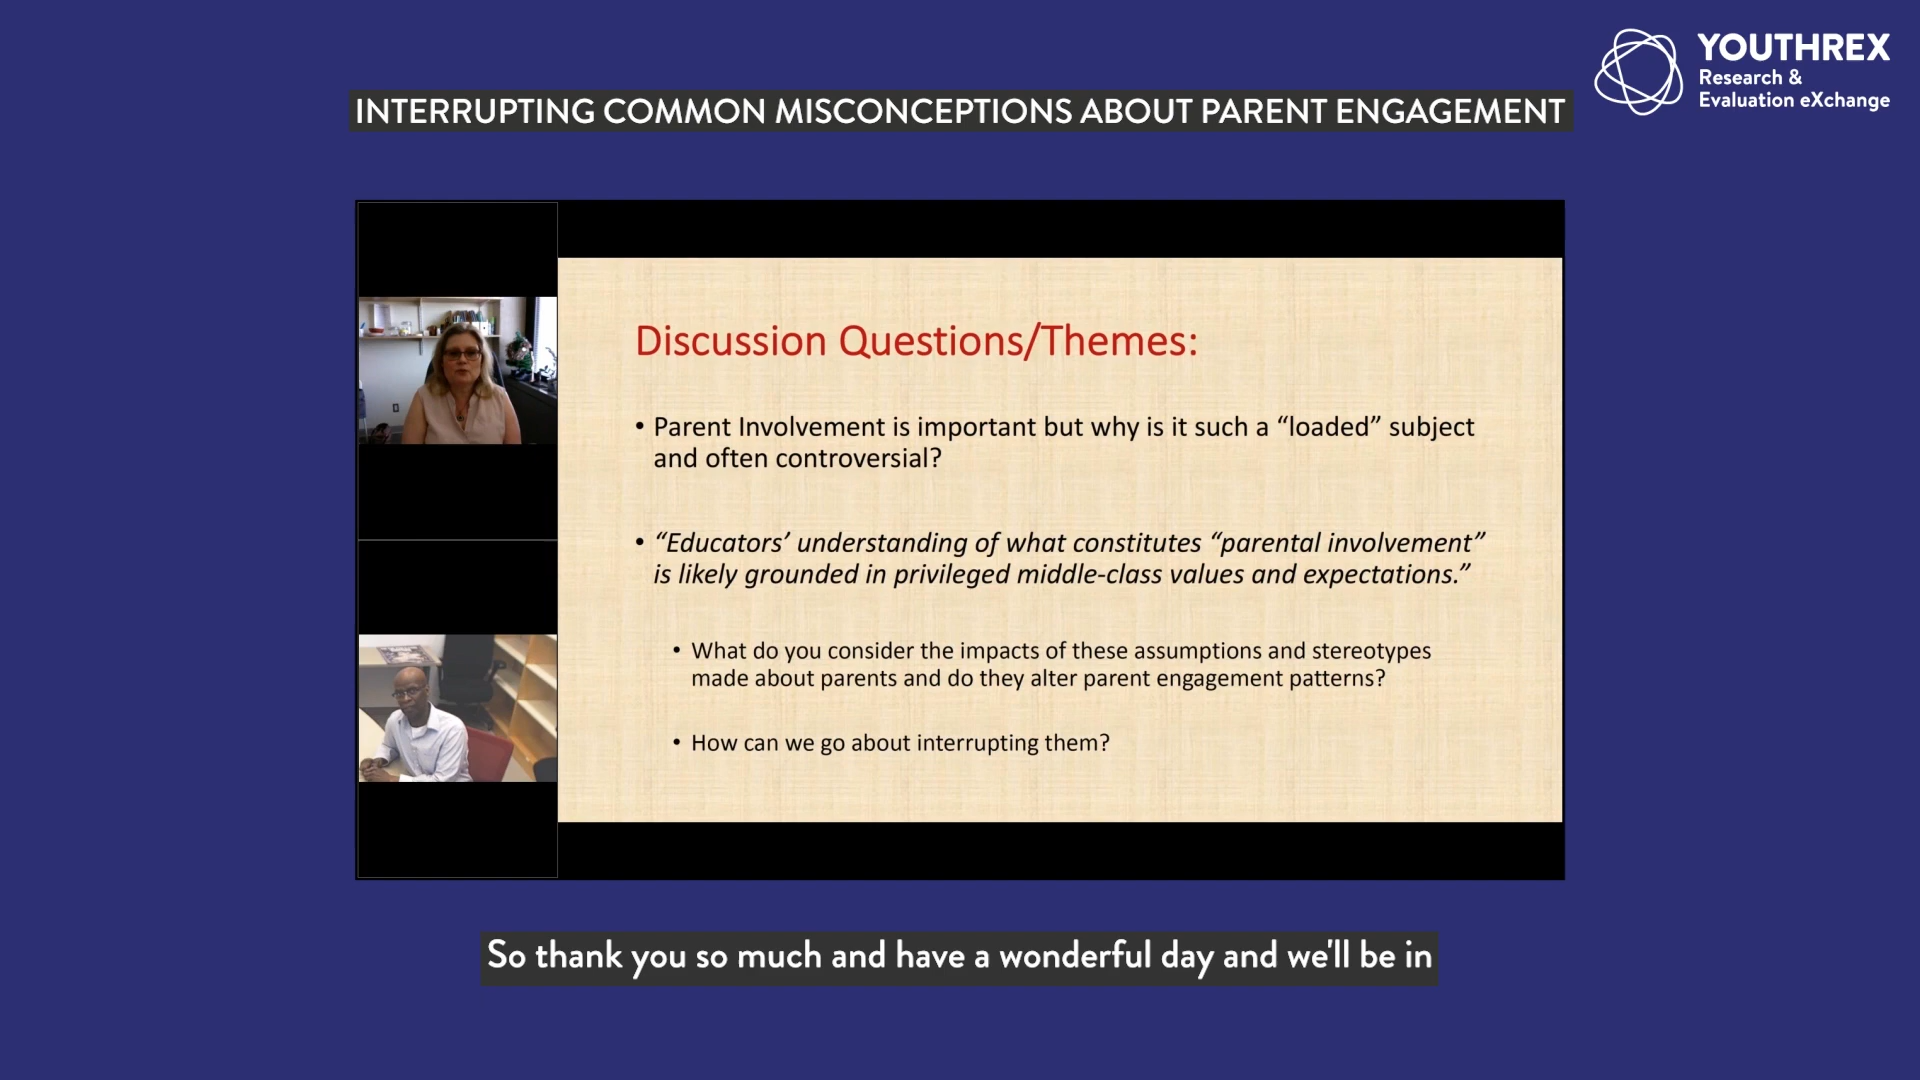 YOUTHREX
Research &
Evaluation eXchange
INTERRUPTING COMMON MISCONCEPTIONS ABOUT PARENT ENGAGEMENT
Discussion Questions/Themes:
• Parent Involvement is important but why is it such a “loaded” subject
and often controversial?
• “Educators’ understanding of what constitutes “parental involvement”
is likely grounded in privileged middle-class values and expectations.”
• What do you consider the impacts of these assumptions and stereotypes
made about parents and do they alter parent engagement patterns?
• How can we go about interrupting them?
So thank you so much and have a wonderful day and we'll be in